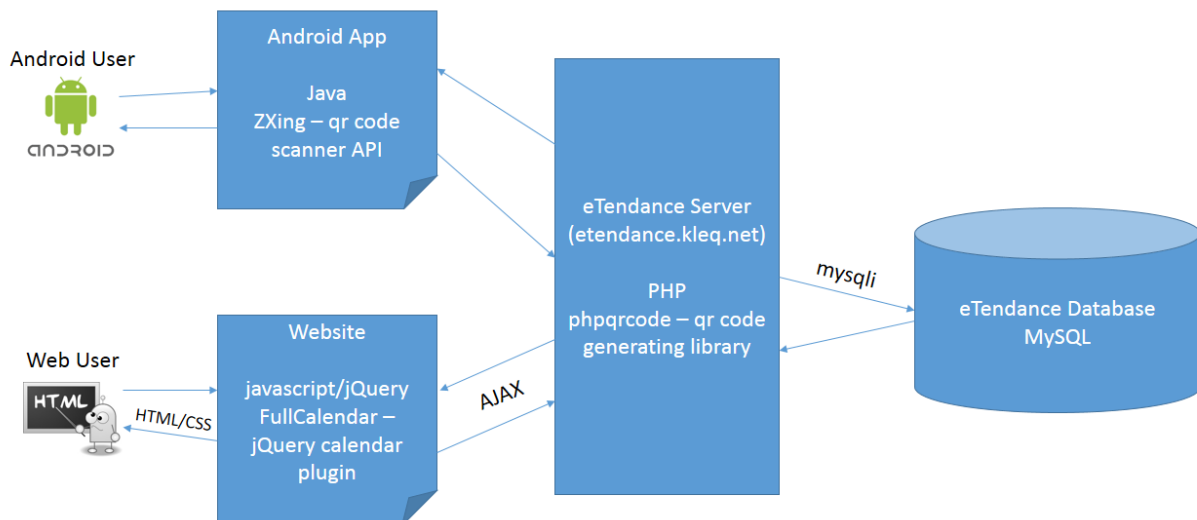 Android User
android
Android App
Java
ZXing – qr code
scanner API
Web User
HTML
HTML/CSS
Website
javascript/jQuery
FullCalendar –
jQuery calendar
plugin
AJAX
eTendance Server
(etendance.kleq.net)
PHP
phpqrcode – qr code
generating library
mysqli
eTendance Database
MySQL